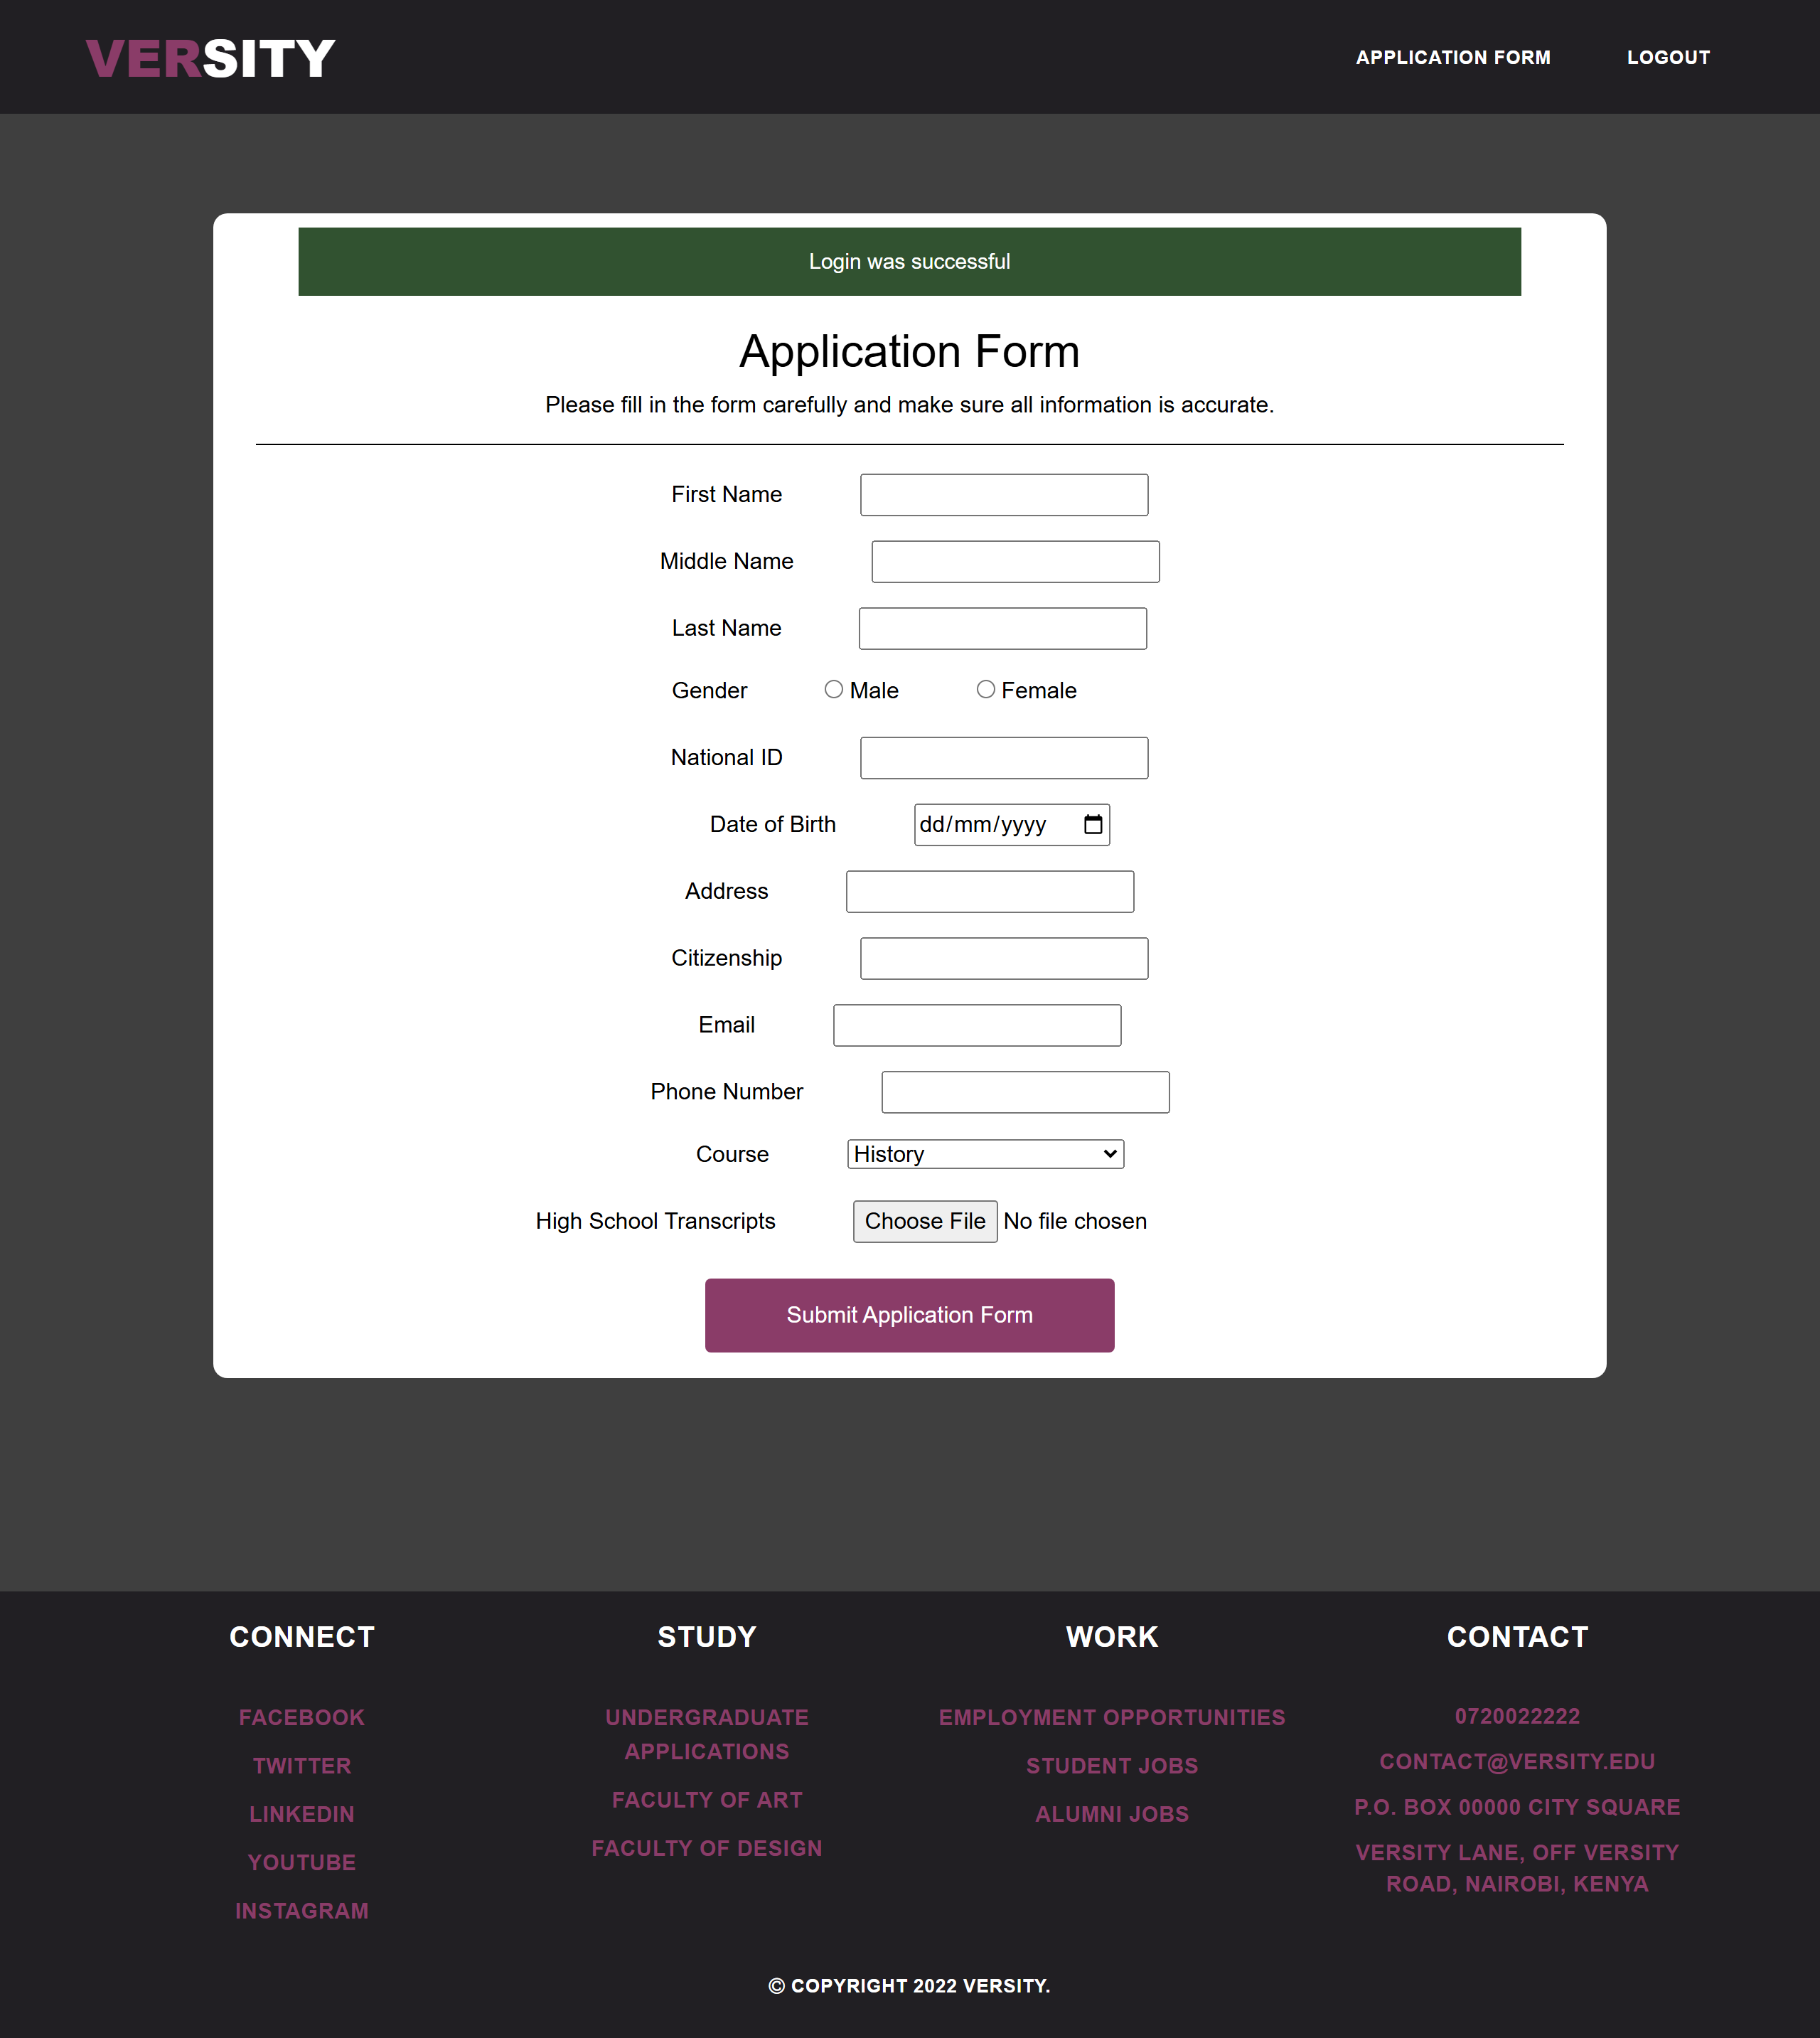 VERSITY
APPLICATION FORM
LOGOUT
Login was successful
Application Form
Please fill in the form carefully and make sure all information is accurate.
First Name
Middle Name
Last Name
Gender Male Female
National ID
Date of Birth dd/mm/yyyy
Address
Citizenship
Email
Phone Number
Course History
High School Transcripts Choose File No file chosen
Submit Application Form
CONNECT
FACEBOOK
TWITTER
LINKEDIN
YOUTUBE
INSTAGRAM
STUDY
UNDERGRADUATE
APPLICATIONS
FACULTY OF ART
FACULTY OF DESIGN
WORK
EMPLOYMENT OPPORTUNITIES
STUDENT JOBS
ALUMNI JOBS
CONTACT
0720022222
CONTACT@VERSITY.EDU
P.O. BOX 00000 CITY SQUARE
VERSITY LANE, OFF VERSITY
ROAD, NAIROBI, KENYA
© COPYRIGHT 2022 VERSITY.